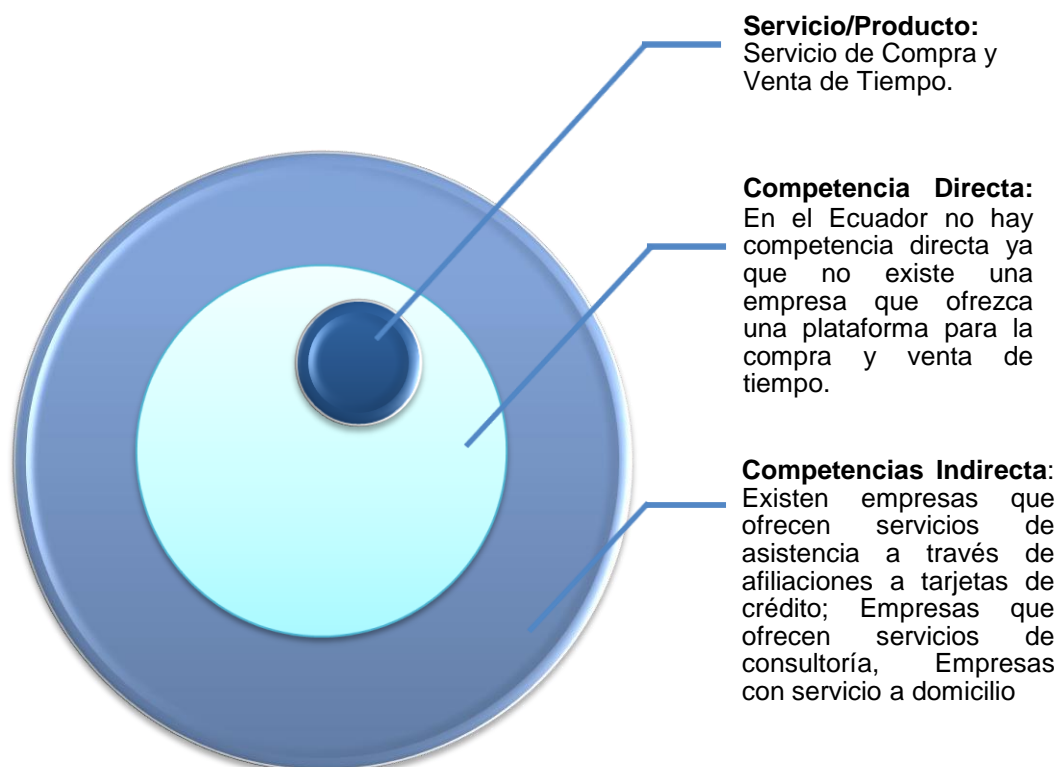 Servicio/Producto:
Servicio de Compra y
Venta de Tiempo.
Competencia Directa:
En el Ecuador no hay
competencia directa ya
que no existe una
empresa que ofrezca
una plataforma para la
compra y venta de
tiempo.
Competencias Indirecta:
Existen empresas que
ofrecen servicios de
asistencia a través de
afiliaciones a tarjetas de
crédito; Empresas que
ofrecen servicios de
consultoría, Empresas
con servicio a domicilio